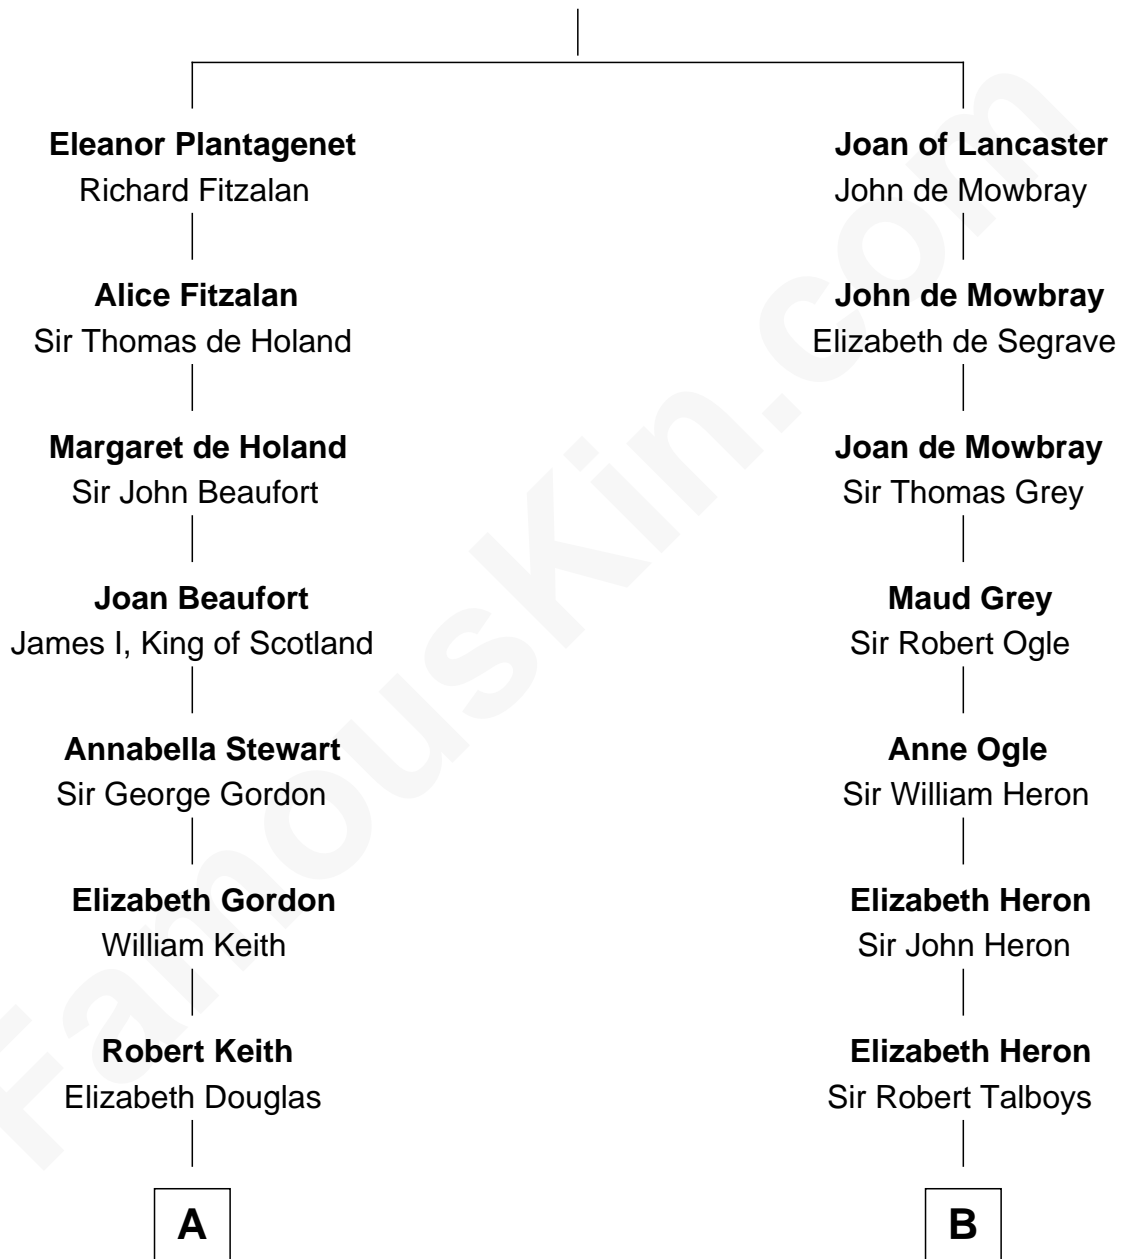 Eleanor Plantagenet
Richard Fitzalan
Alice Fitzalan
Sir Thomas de Holand
Margaret de Holand
Sir John Beaufort
Joan Beaufort
James I, King of Scotland
Annabella Stewart
Sir George Gordon
Elizabeth Gordon
William Keith
Robert Keith
Elizabeth Douglas
A
Joan of Lancaster
John de Mowbray
John de Mowbray
Elizabeth de Segrave
Joan de Mowbray
Sir Thomas Grey
Maud Grey
Sir Robert Ogle
Anne Ogle
Sir William Heron
Elizabeth Heron
Sir John Heron
Elizabeth Heron
Sir Robert Talboys
B
FamousKin.com